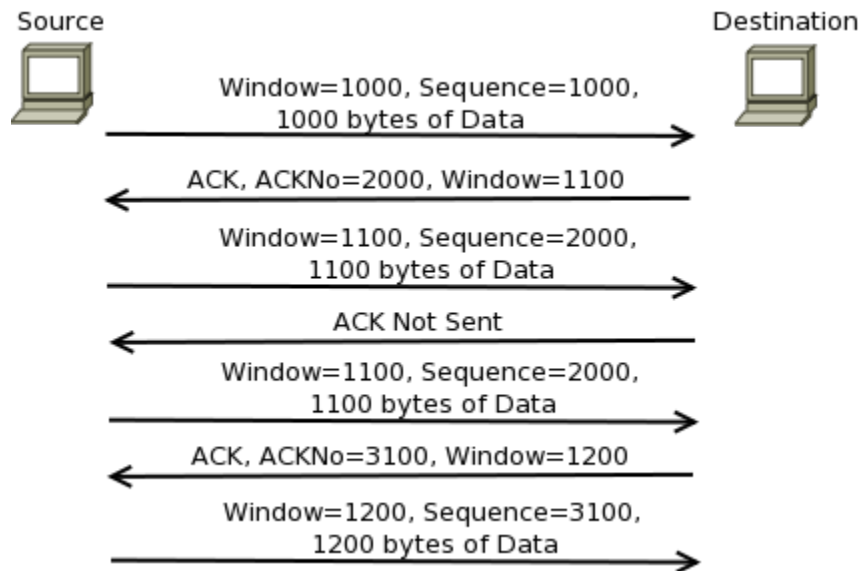 Source
Destination
Window=1000, Sequence=1000,
1000 bytes of Data
ACK, ACKNo=2000, Window=1100
Window=1100, Sequence=2000,
1100 bytes of Data
ACK Not Sent
Window=1100, Sequence=2000,
1100 bytes of Data
ACK, ACKNo=3100, Window=1200
Window=1200, Sequence=3100,
1200 bytes of Data